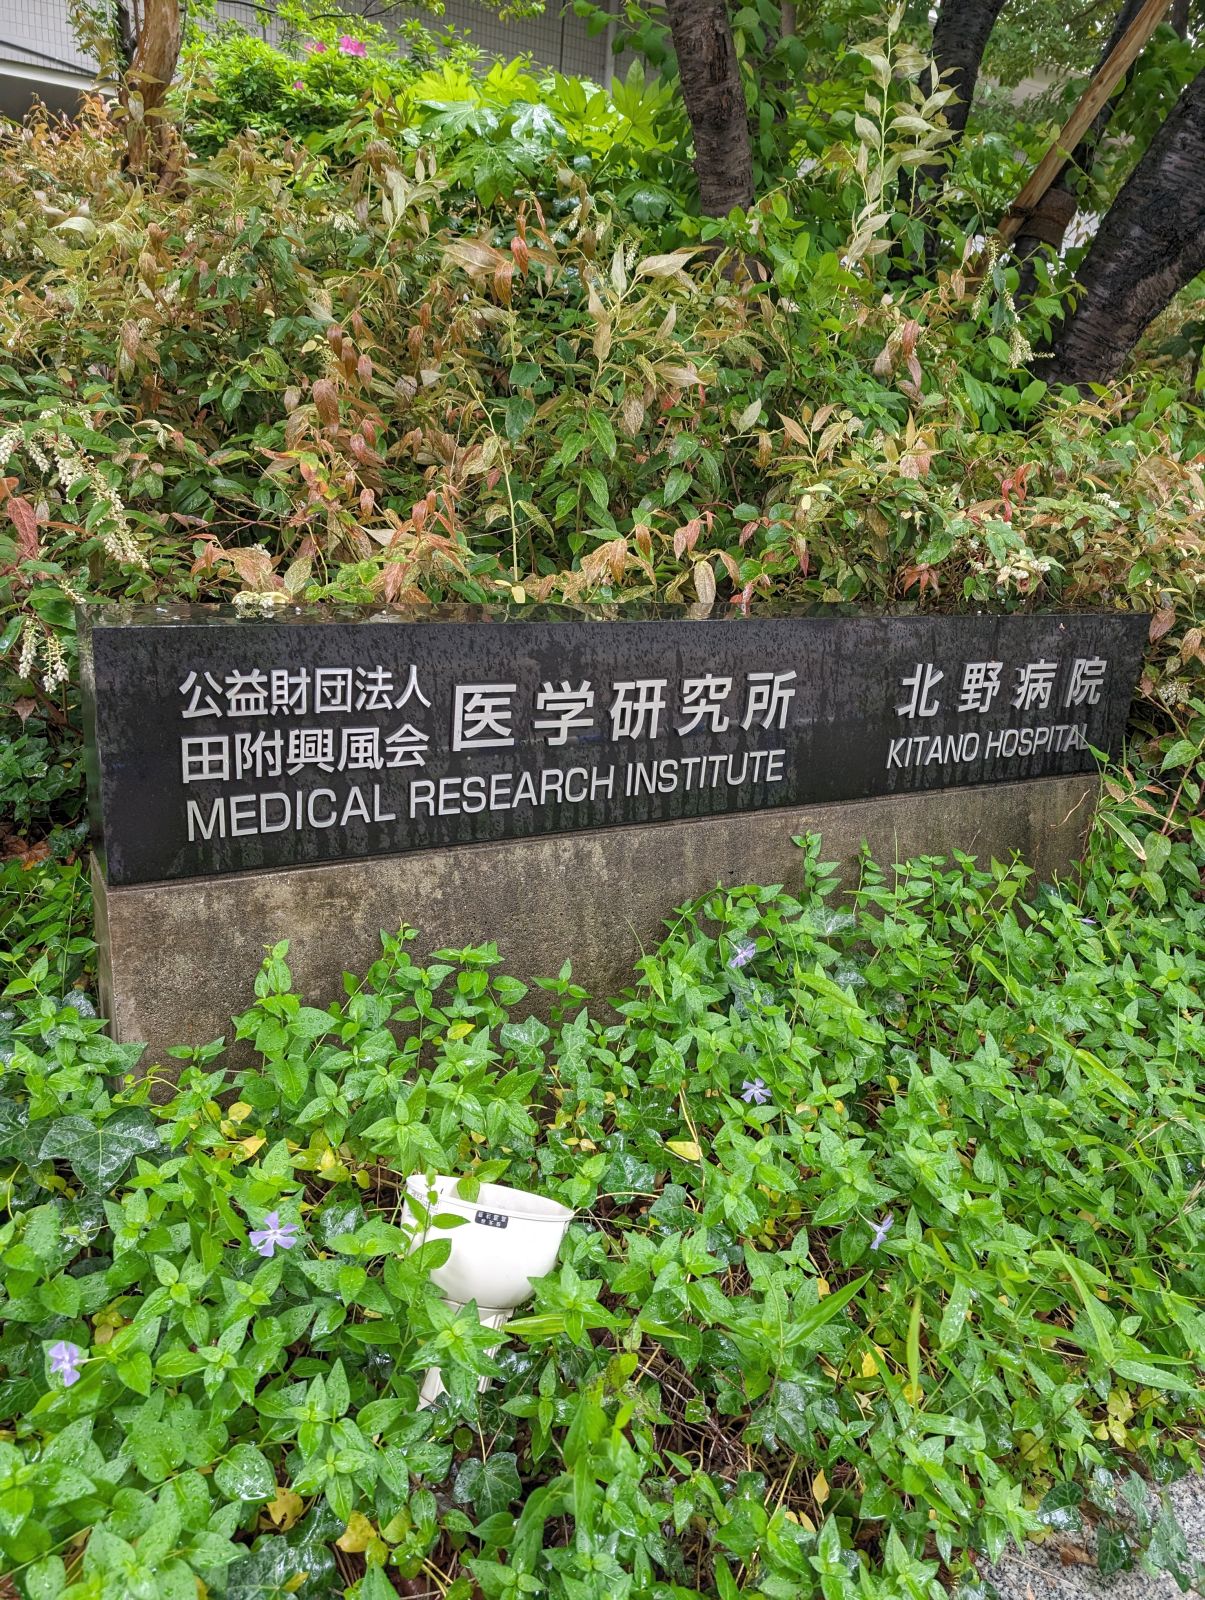 公益財団法人
田附興風会
医学研究所
MEDICAL RESEARCH INSTITUTE
北野病院
KITANO HOSPITAL